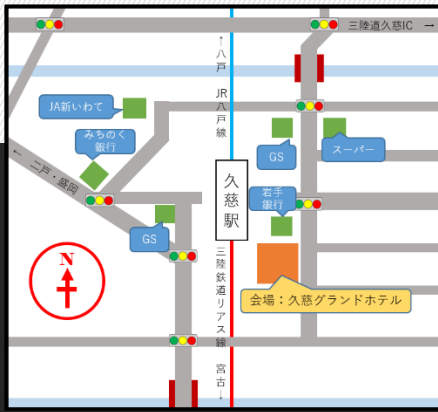 三陸道久慈IC →
←八戸
JR八戸線
JA新いわて
みちのく
銀行
GS
スーパー
← 二戸・盛岡
久慈駅
岩手
銀行
GS
N
三陸鉄道リアス線
会場：久慈グランドホテル
宮古→